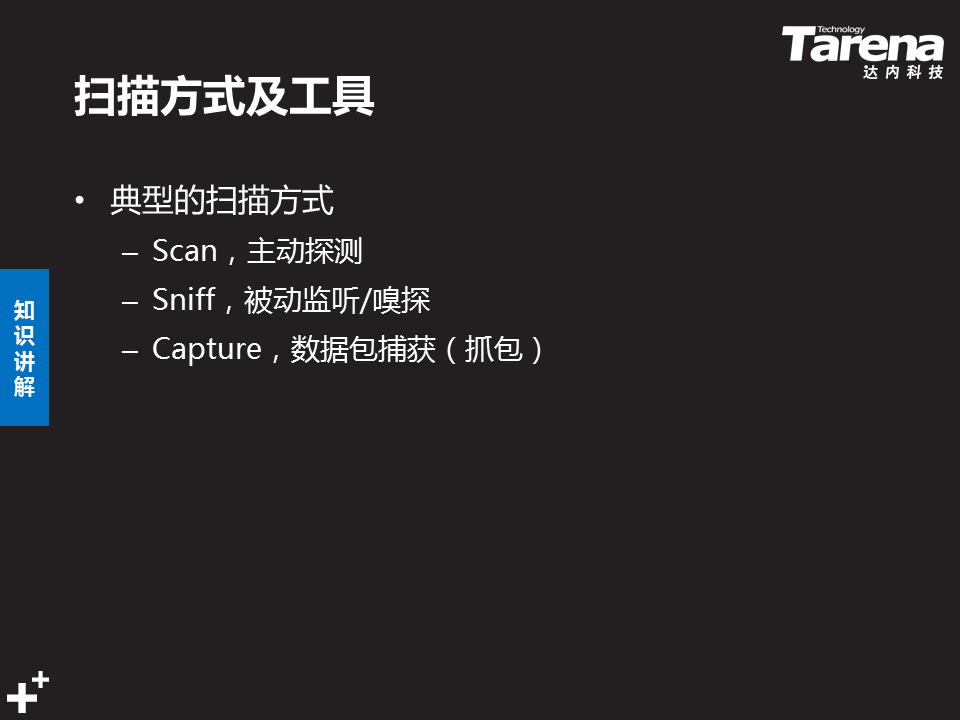 Technology
Tarena
达内科技
扫描方式及工具
• 典型的扫描方式
– Scan，主动探测
– Sniff，被动监听/嗅探
– Capture，数据包捕获（抓包）
知
识
讲
解